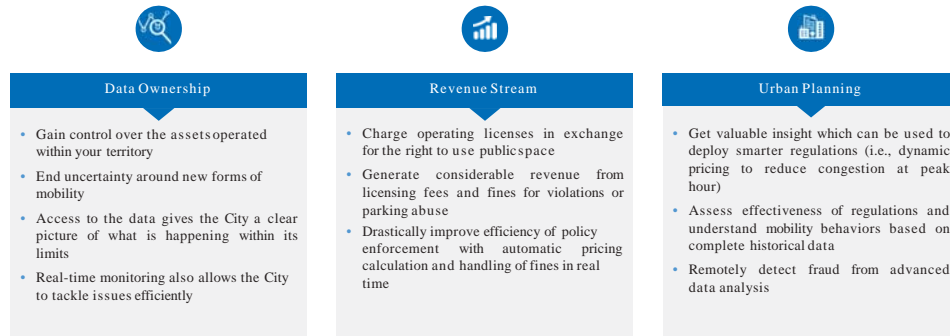 Data Ownership
• Gain control over the assets operated
within your territory
• End uncertainty around new forms of
mobility
• Access to the data gives the City a clear
picture of what is happening within its
limits
• Real-time monitoring also allows the City
to tackle issues efficiently
Revenue Stream
• Charge operating licenses in exchange
for the right to use public space
• Generate considerable revenue from
licensing fees and fines for violations or
parking abuse
• Drastically improve efficiency of policy
enforcement with automatic pricing
calculation and handling of fines in real
time
Urban Planning
• Get valuable insight which can be used to
deploy smarter regulations (i.e., dynamic
pricing to reduce congestion at peak
hour)
• Assess effectiveness of regulations and
understand mobility behaviors based on
complete historical data
• Remotely detect fraud from advanced
data analysis